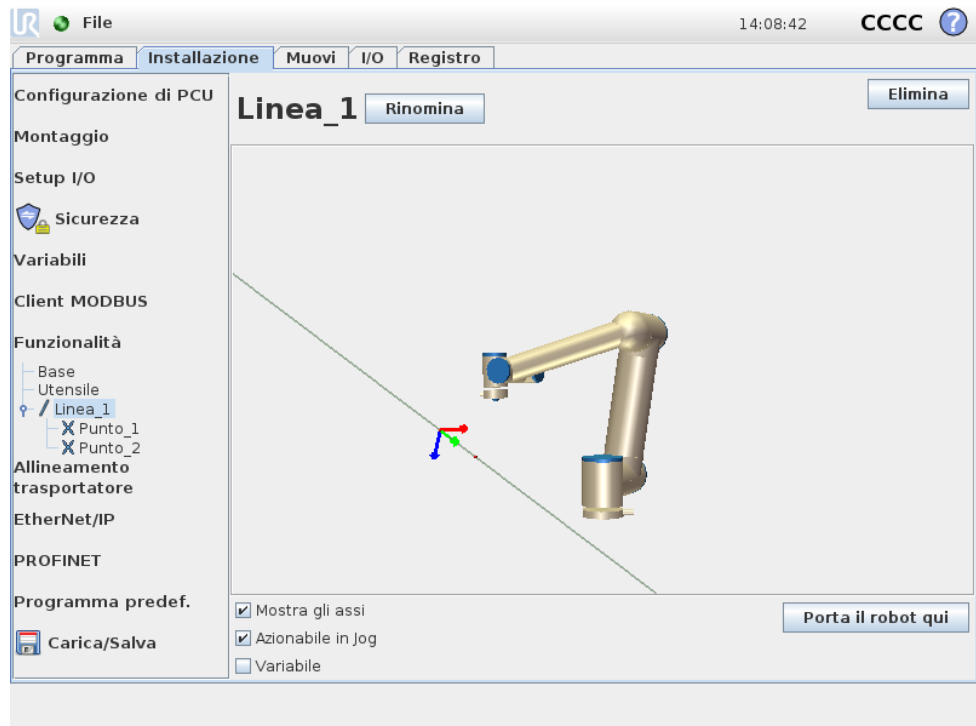 UR File 14:08:42 CCCC ?
Programma Installazione Muovi I/O Registro
Configurazione di PCU
Montaggio
Setup I/O
Sicurezza
Variabili
Client MODBUS
Funzionalità
Base
Utensile
Linea_1
Punto_1
Punto_2
Allineamento
trasportatore
EtherNet/IP
PROFINET
Programma predef.
Carica/Salva
Linea_1 Rinomina Elimina
Mostra gli assi
Azionabile in Jog
Variabile
Porta il robot qui